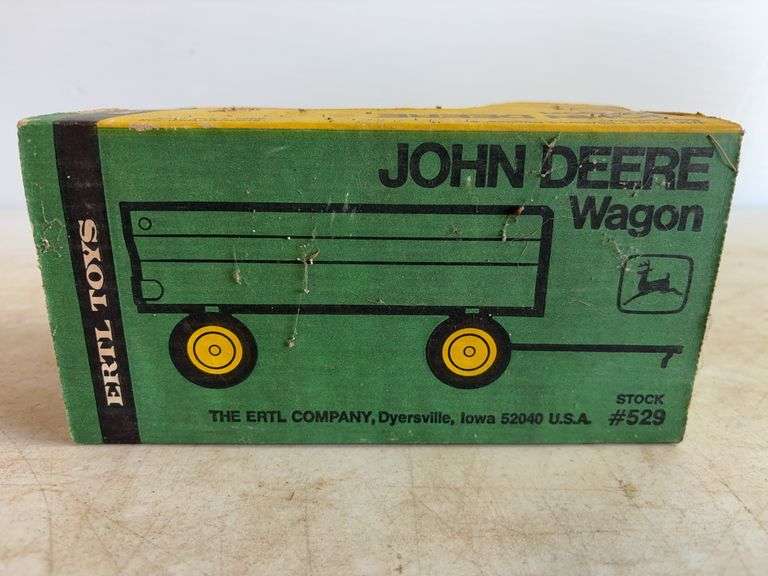 JOHN DEERE
Wagon
ERTL TOYS
STOCK
THE ERTL COMPANY, Dyersville, Iowa 52040 U.S.A. #529